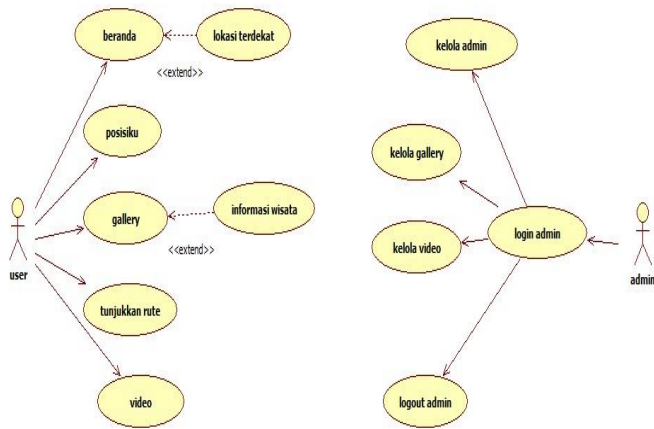 beranda
lokasi terdekat
<<extend>>
posisiku
gallery
informasi wisata
<<extend>>
user
tunjukkan rute
video
kelola admin
kelola gallery
kelola video
login admin
admin
logout admin